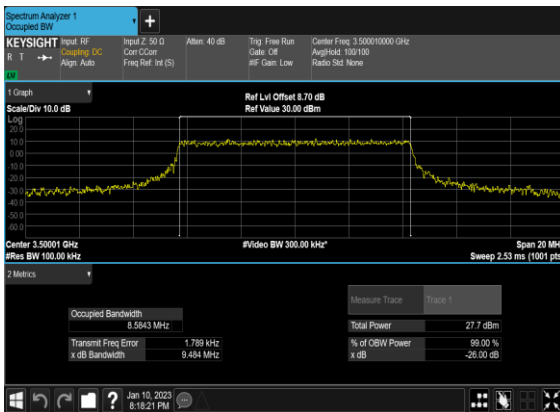 Spectrum Analyzer 1
Occupied BW
KEYSIGHT
R T
LV
Input: RF
Coupling: DC
Align: Auto
Input Z: 50 Ω
Corr CCorr
Freq Ref: Int (S)
Atten: 40 dB
Trig: Free Run
Gate: Off
#IF Gain: Low
Center Freq: 3.500010000 GHz
Avg|Hold: 100/100
Radio Std: None
1 Graph
Scale/Div 10.0 dB
Ref Lvl Offset 8.70 dB
Ref Value 30.00 dBm
Log
20.0
10.0
0.00
-10.0
-20.0
-30.0
-40.0
-50.0
-60.0
Center 3.50001 GHz
#Res BW 100.00 kHz
#Video BW 300.00 kHz*
Span 20 MH
Sweep 2.53 ms (1001 pts
2 Metrics
Measure Trace Trace 1
Occupied Bandwidth
8.5843 MHz
Total Power 27.7 dBm
Transmit Freq Error 1.789 kHz
% of OBW Power 99.00 %
x dB Bandwidth 9.484 MHz
x dB -26.00 dB
?
Jan 10, 2023
8:18:21 PM